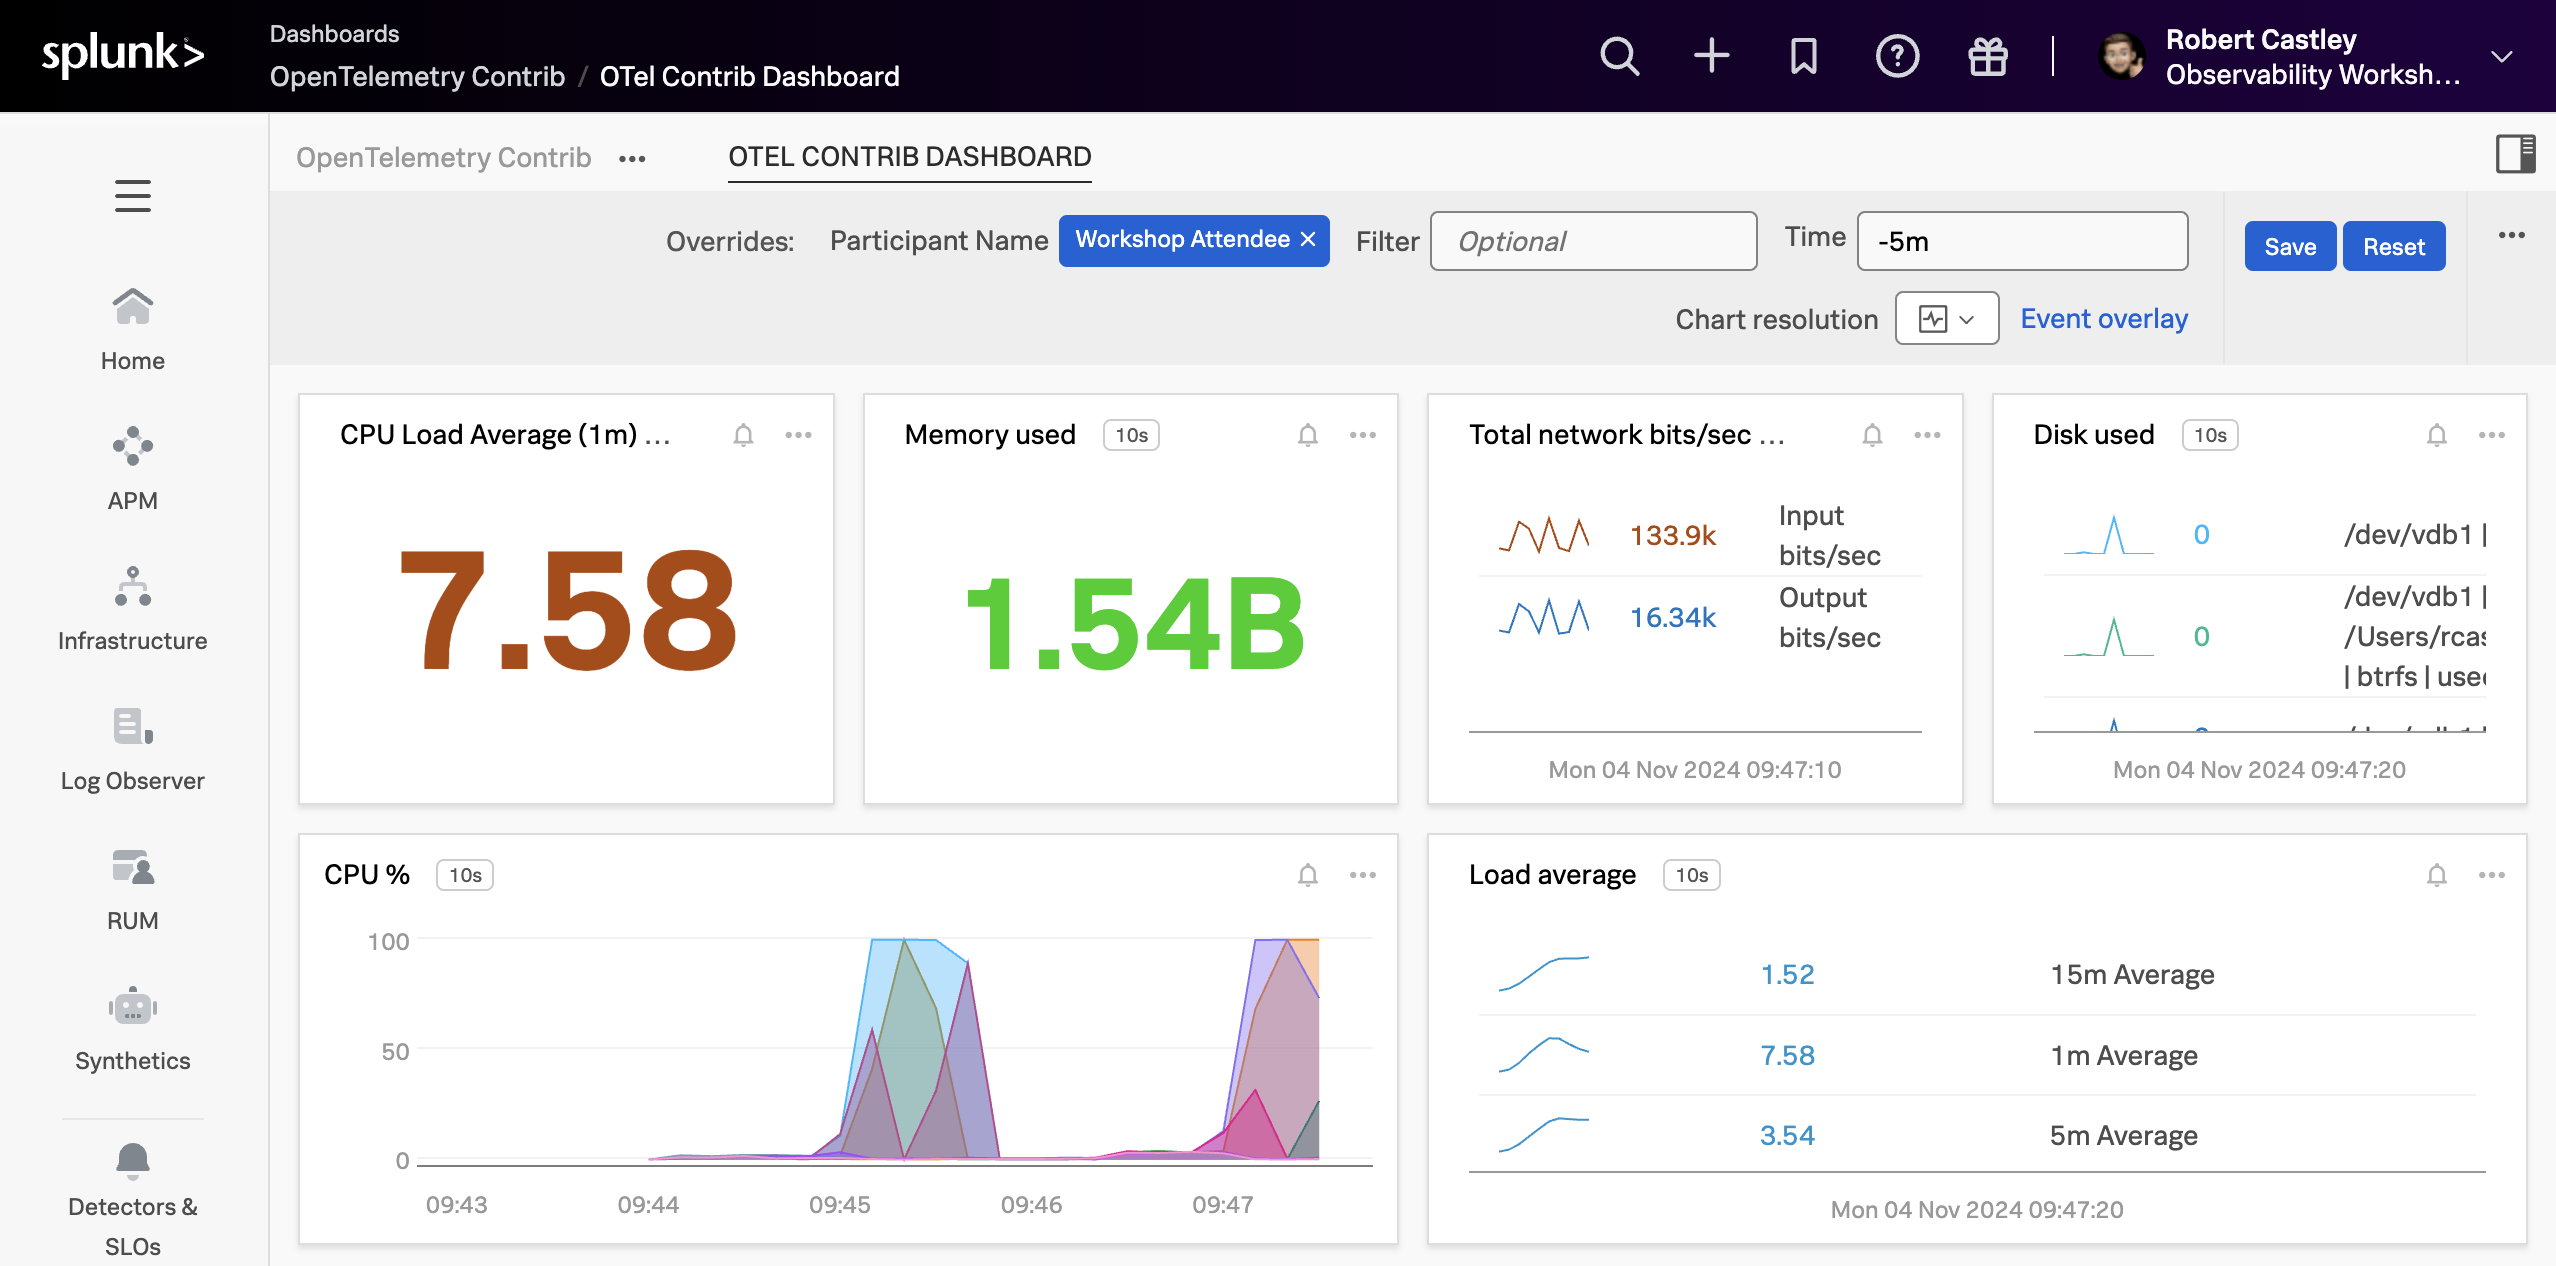 splunk>
Dashboards
OpenTelemetry Contrib / OTel Contrib Dashboard
Robert Castley
Observability Worksh...
OpenTelemetry Contrib
OTEL CONTRIB DASHBOARD
Overrides: Participant Name Workshop Attendee × Filter Optional Time -5m Save Reset
Chart resolution Event overlay
Home
APM
Infrastructure
Log Observer
RUM
Synthetics
Detectors &
SLOs
CPU Load Average (1m) ...
7.58
Memory used 10s
1.54B
Total network bits/sec ...
133.9k Input
bits/sec
16.34k Output
bits/sec
Mon 04 Nov 2024 09:47:10
Disk used 10s
0 /dev/vdb1 |
/dev/vdb1 |
0 /Users/rcas
| btrfs | used
Mon 04 Nov 2024 09:47:20
CPU % 10s
100
50
0
09:43 09:44 09:45 09:46 09:47
Load average 10s
1.52 15m Average
7.58 1m Average
3.54 5m Average
Mon 04 Nov 2024 09:47:20